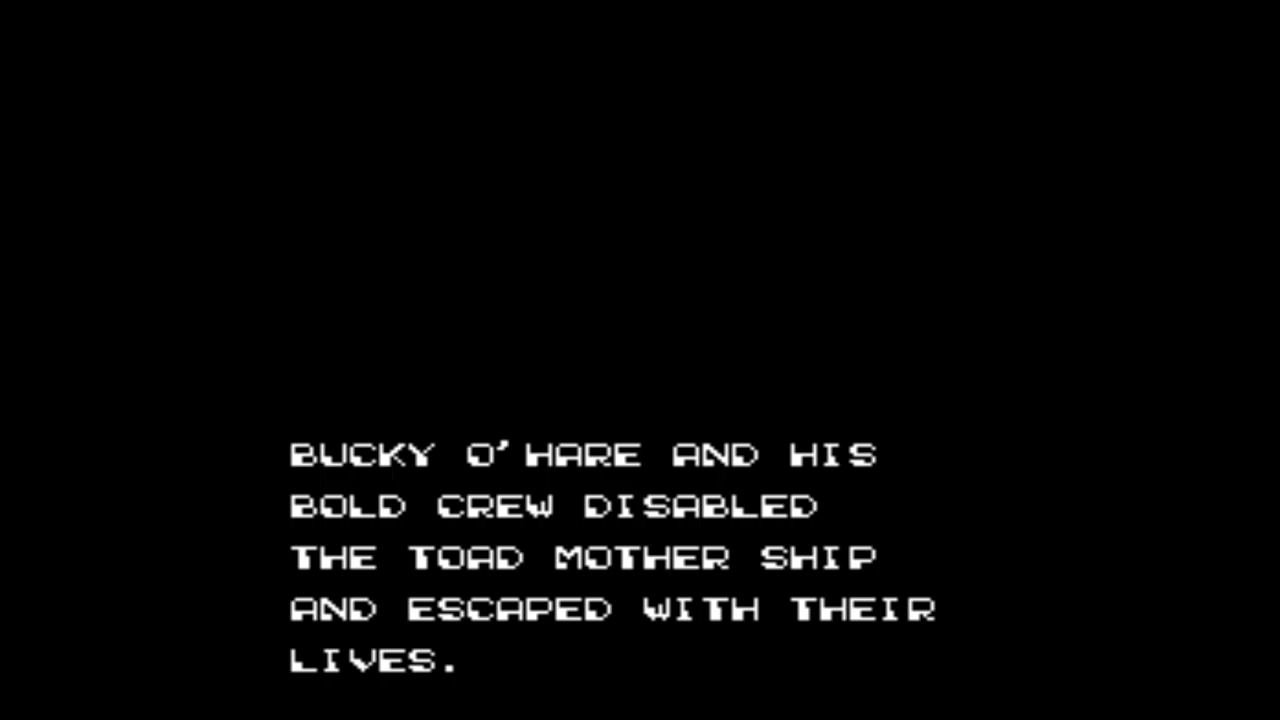 BUCKY O'HARE AND HIS
BOLD CREW DISABLED
THE TOAD MOTHER SHIP
AND ESCAPED WITH THEIR
LIVES.